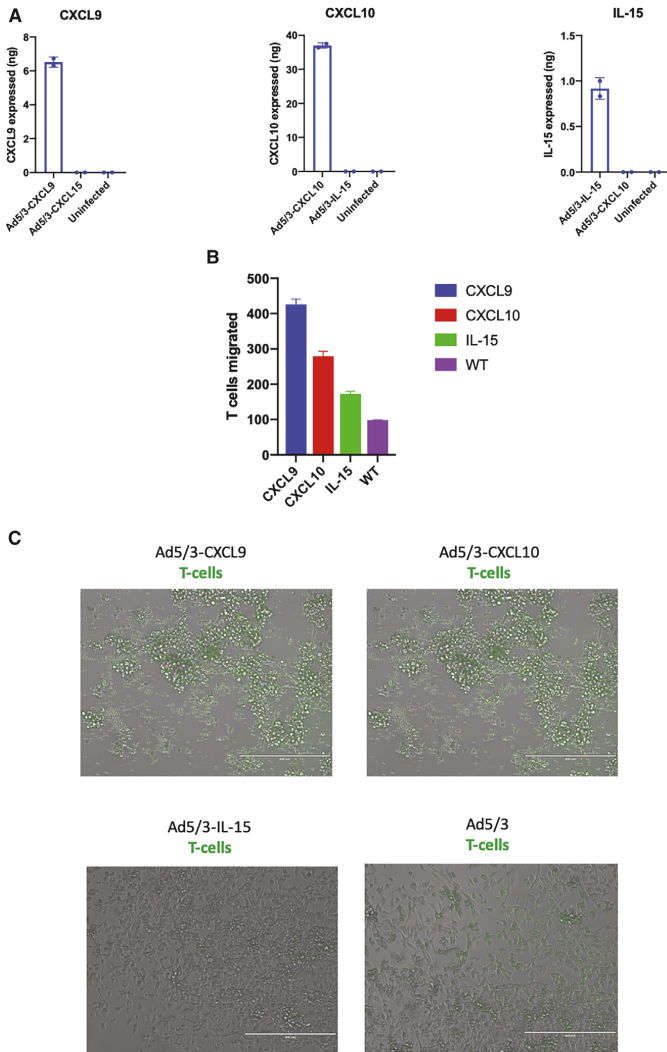 A
CXCL9
CXCL9 expressed (ng)
8
6
4
2
0
Ad5/3-CXCL9
Ad5/3-CXCL15
Uninfected
CXCL10
CXCL10 expressed (ng)
40
30
20
10
0
Ad5/3-CXCL10
Ad5/3-IL-15
Uninfected
IL-15
IL-15 expressed (ng)
1.5
1.0
0.5
0.0
Ad5/3-IL-15
Ad5/3-CXCL10
Uninfected
B
T cells migrated
500
400
300
200
100
0
CXCL9
CXCL10
IL-15
WT
CXCL9
CXCL10
IL-15
WT
C
Ad5/3-CXCL9
T-cells
Ad5/3-CXCL10
T-cells
Ad5/3-IL-15
T-cells
Ad5/3
T-cells